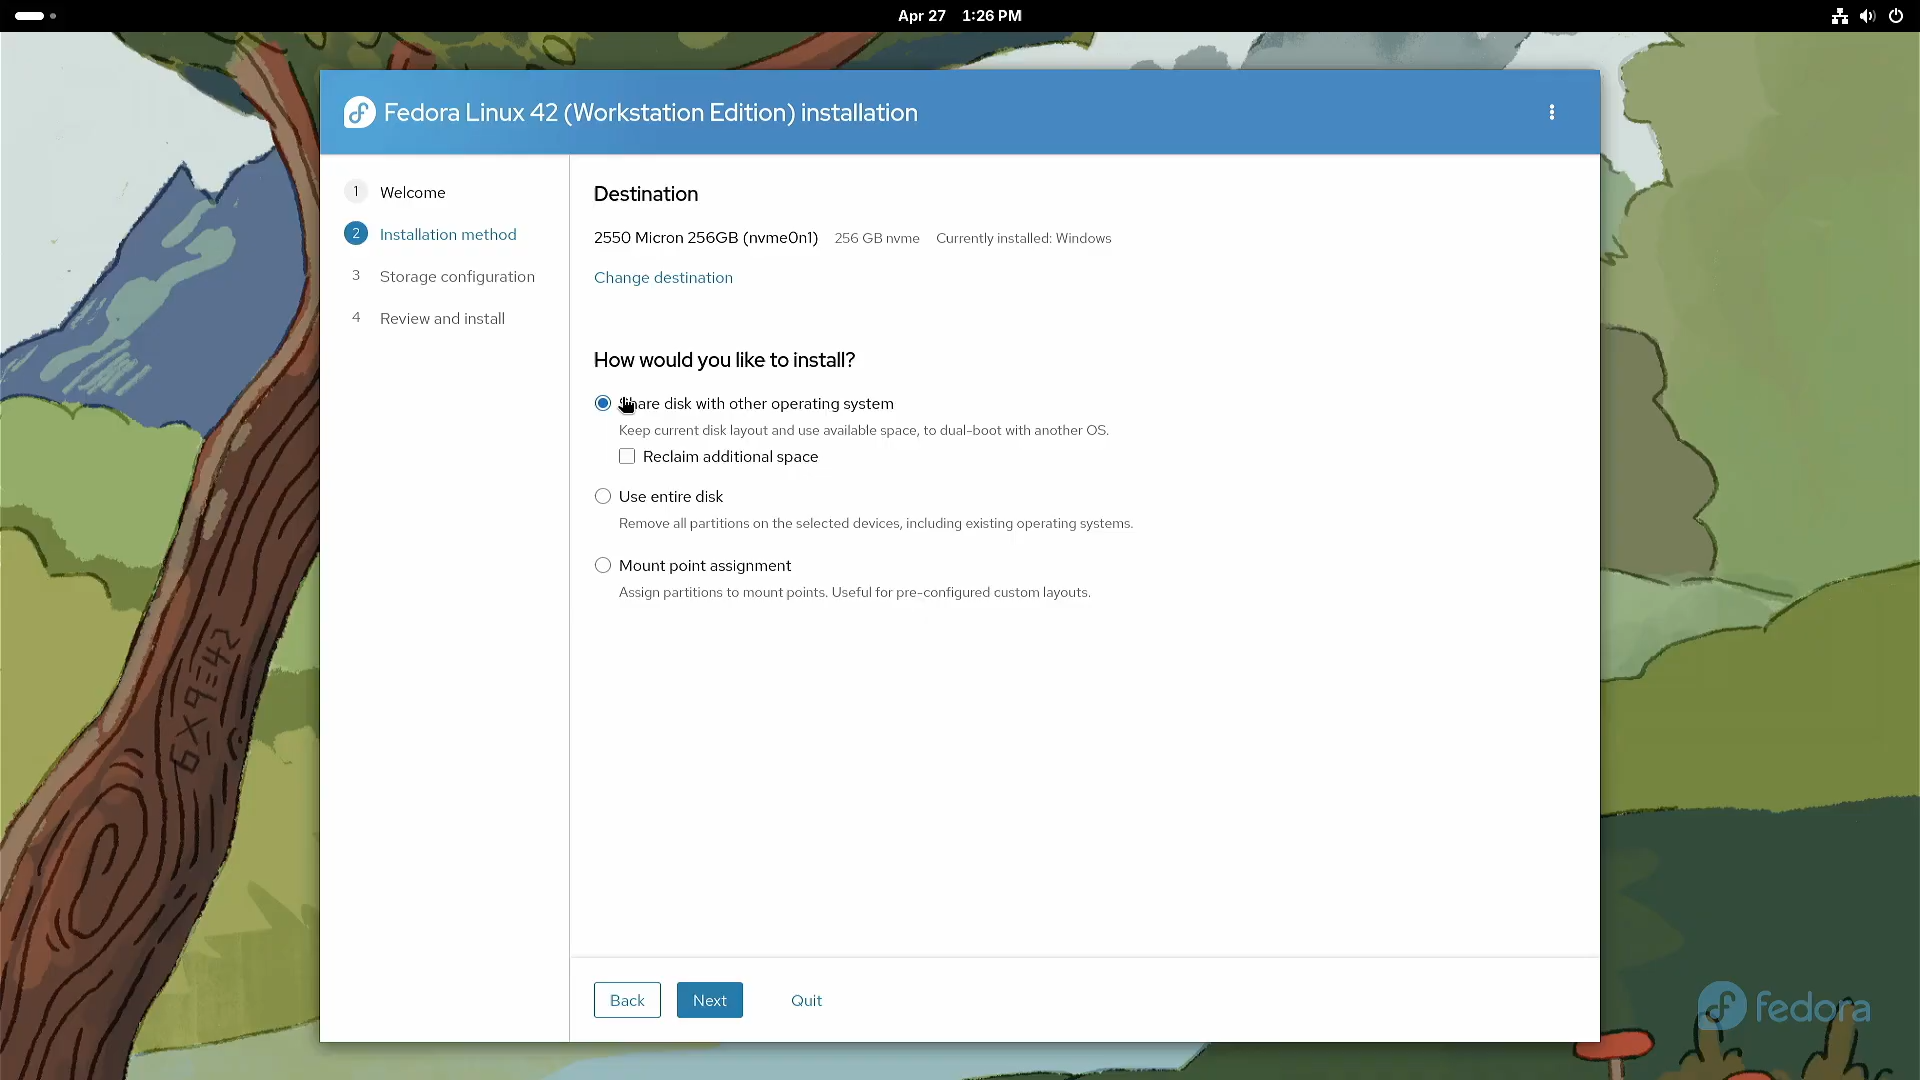 Apr 27 1:26 PM
Fedora Linux 42 (Workstation Edition) installation
1 Welcome
2 Installation method
3 Storage configuration
4 Review and install
Destination
2550 Micron 256GB (nvme0n1) 256 GB nvme Currently installed: Windows
Change destination
How would you like to install?
Share disk with other operating system
Keep current disk layout and use available space, to dual-boot with another OS.
Reclaim additional space
Use entire disk
Remove all partitions on the selected devices, including existing operating systems.
Mount point assignment
Assign partitions to mount points. Useful for pre-configured custom layouts.
Back Next Quit
6x9=42
fedora